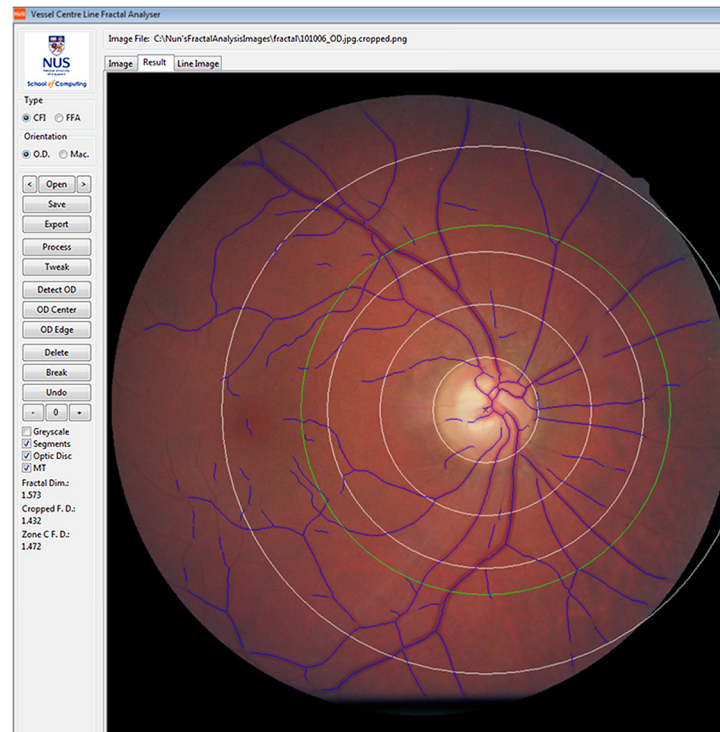 NUS Vessel Centre Line Fractal Analyser
Image File: C:\Nun'sFractalAnalysisImages\fractal\101006_OD.jpg.cropped.png
NUS
School of Computing
Image Result Line Image
Type
CFI FFA
Orientation
O.D. Mac.
< Open >
Save
Export
Process
Tweak
Detect OD
OD Center
OD Edge
Delete
Break
Undo
- 0 +
Greyscale
Segments
Optic Disc
MT
Fractal Dim.:
1.573
Cropped F. D.:
1.432
Zone C F. D.:
1.472